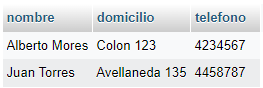 nombre domicilio telefono
Alberto Mores Colon 123 4234567
Juan Torres Avellaneda 135 4458787